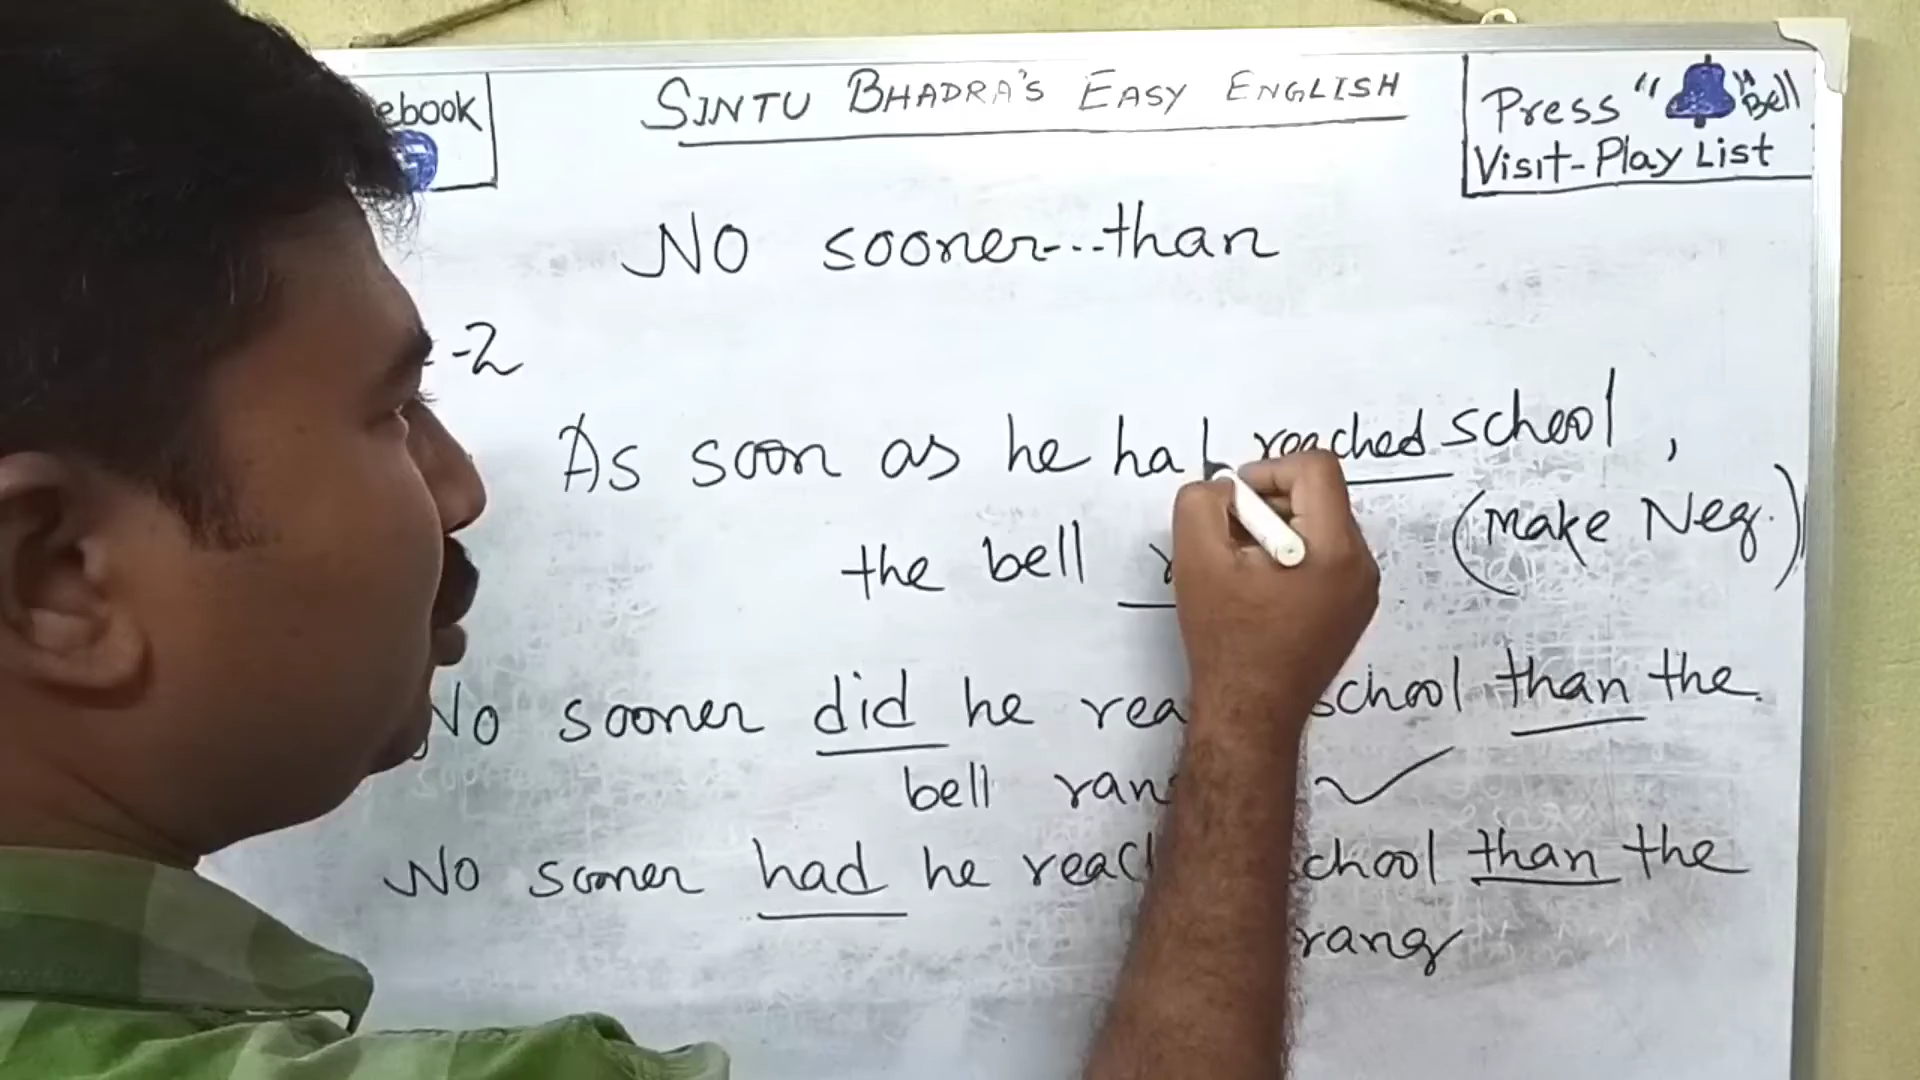 ebook
SINTU BHADRA'S EASY ENGLISH
Press " " Bell
Visit-Play List
NO sooner...than
-2
As soon as he ha reached school,
the bell
(Make Neg.)
No sooner did he rea school than the
bell ran
No sooner had he reac chool than the
rang